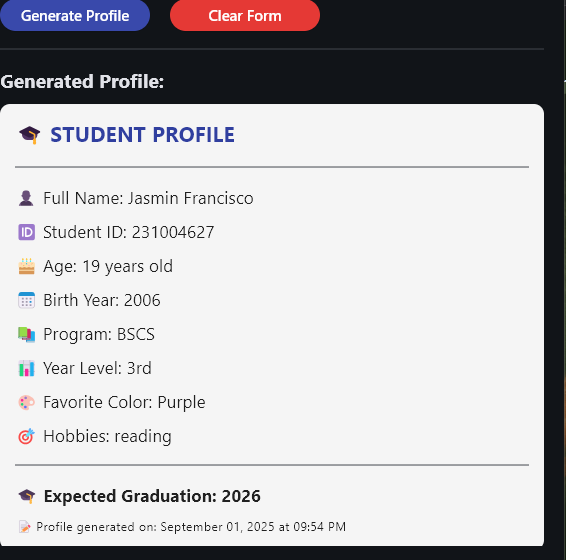 Generate Profile Clear Form
Generated Profile:
🎓 STUDENT PROFILE
👤 Full Name: Jasmin Francisco
🆔 Student ID: 231004627
🎂 Age: 19 years old
📅 Birth Year: 2006
📚 Program: BSCS
📊 Year Level: 3rd
🎨 Favorite Color: Purple
🎯 Hobbies: reading
🎓 Expected Graduation: 2026
📝 Profile generated on: September 01, 2025 at 09:54 PM